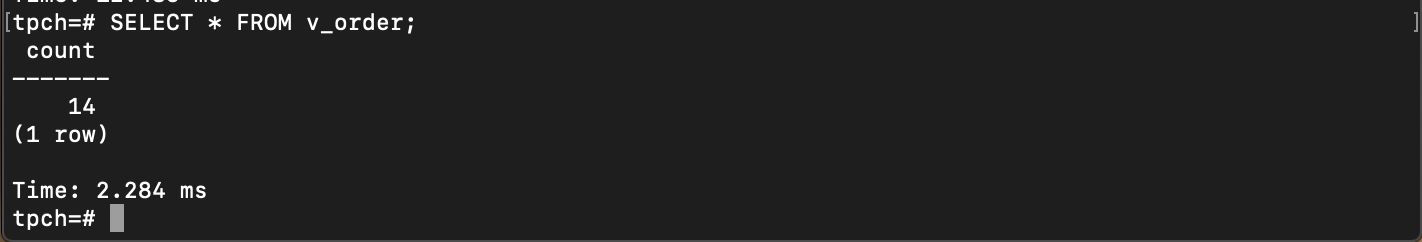 [tpch=# SELECT * FROM v_order;]
 count
-------
    14
(1 row)

Time: 2.284 ms
tpch=#